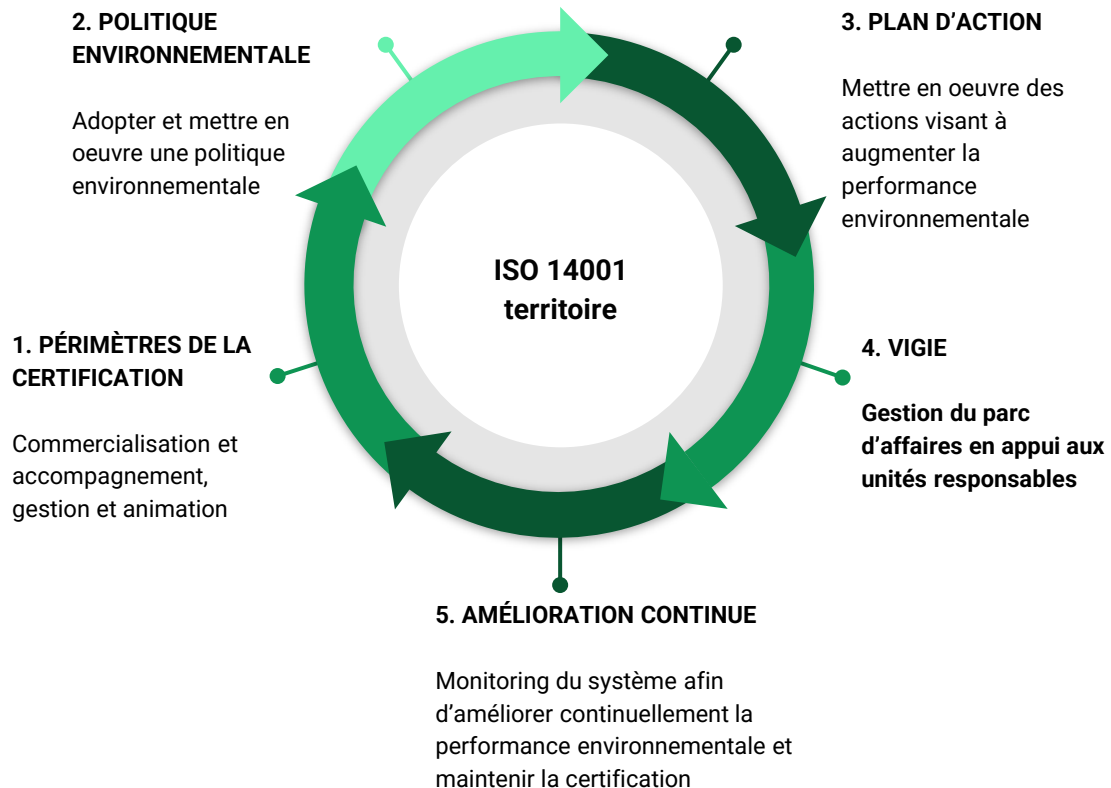 2. POLITIQUE
ENVIRONNEMENTALE
Adopter et mettre en
oeuvre une politique
environnementale
3. PLAN D’ACTION
Mettre en oeuvre des
actions visant à
augmenter la
performance
environnementale
ISO 14001
territoire
1. PÉRIMÈTRES DE LA
CERTIFICATION
Commercialisation et
accompagnement,
gestion et animation
4. VIGIE
Gestion du parc
d’affaires en appui aux
unités responsables
5. AMÉLIORATION CONTINUE
Monitoring du système afin
d’améliorer continuellement la
performance environnementale et
maintenir la certification